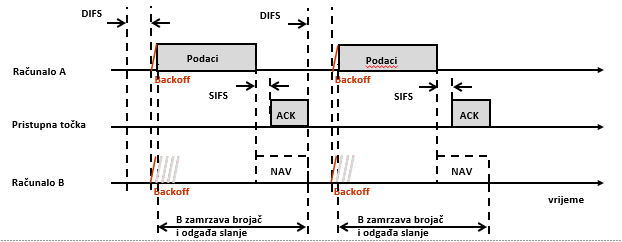 DIFS
DIFS
Podaci
Podaci
Računalo A
Backoff
Backoff
SIFS
SIFS
ACK
ACK
Pristupna točka
NAV
NAV
Računalo B
Backoff
Backoff
vrijeme
B zamrzava brojač
i odgađa slanje
B zamrzava brojač
i odgađa slanje